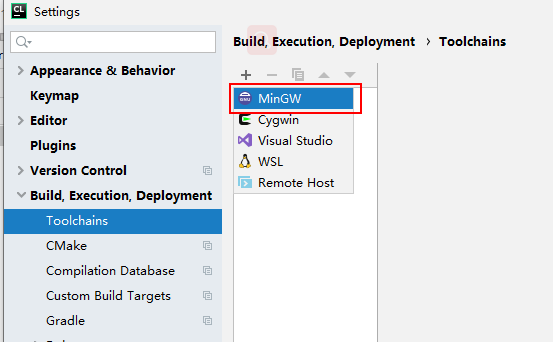 CL Settings
Build, Execution, Deployment › Toolchains
Appearance & Behavior
Keymap
Editor
Plugins
Version Control
Build, Execution, Deployment
Toolchains
CMake
Compilation Database
Custom Build Targets
Gradle
MinGW
Cygwin
Visual Studio
WSL
Remote Host